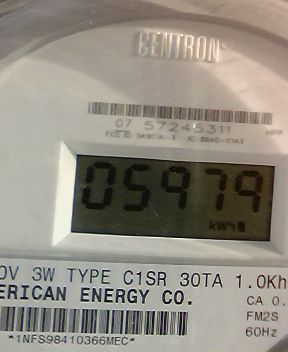 CENTRON
07 57245311
05979
kWh
0V 3W TYPE C1SR 30TA 1.0Kh
ERICAN ENERGY CO.
CA 0.
FM2S
60Hz
*1NFS98410366MEC*